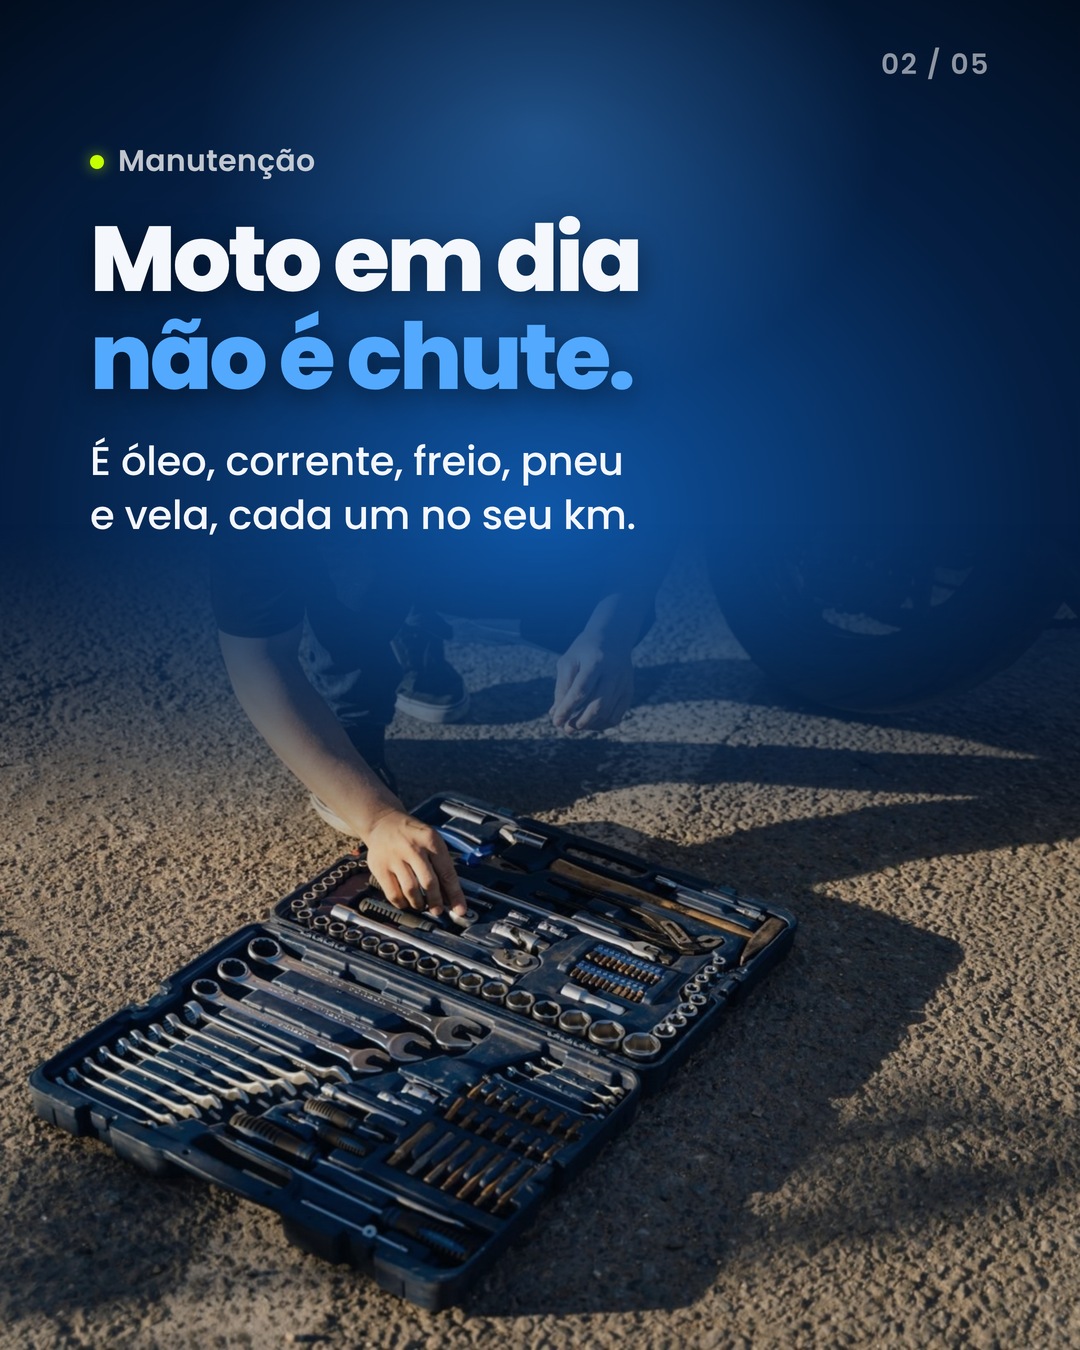 02 / 05
Manutenção
Moto em dia
não é chute.
É óleo, corrente, freio, pneu
e vela, cada um no seu km.